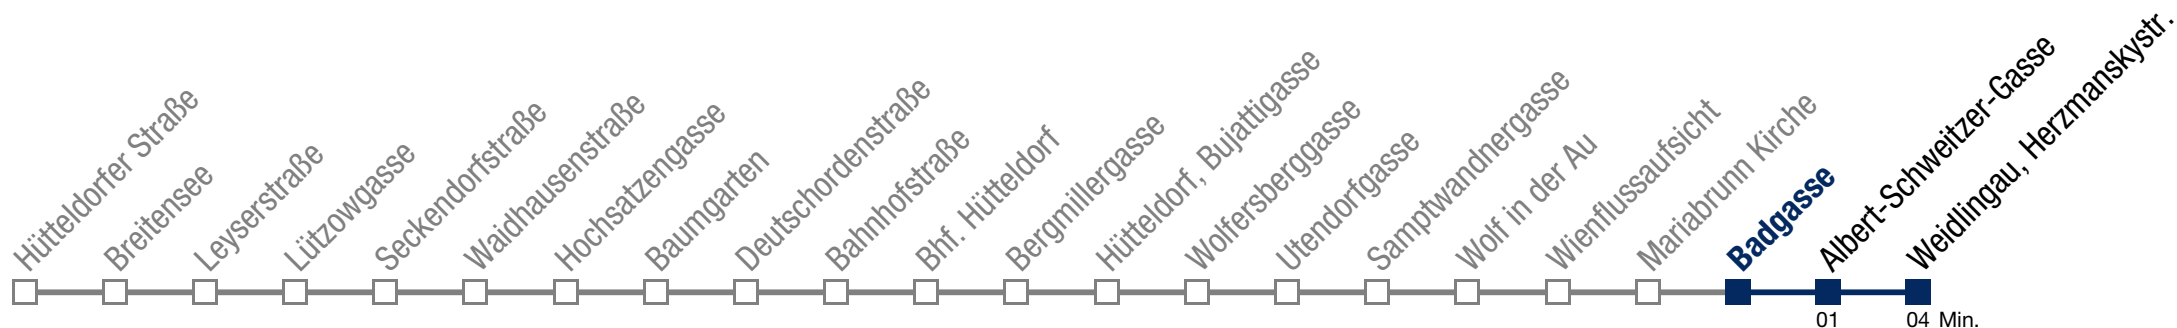 Hütteldorfer Straße
Breitensee
Leyserstraße
Lützowgasse
Seckendorfstraße
Waidhausenstraße
Hochsatzengasse
Baumgarten
Deutschordenstraße
Bahnhofstraße
Bhf. Hütteldorf
Bergmillergasse
Hütteldorf, Bujattigasse
Wolfersberggasse
Utendorfgasse
Samptwandnergasse
Wolf in der Au
Wienflussaufsicht
Mariabrunn Kirche
Badgasse
Albert-Schweitzer-Gasse
Weidlingau, Herzmanskystr.
01 04 Min.